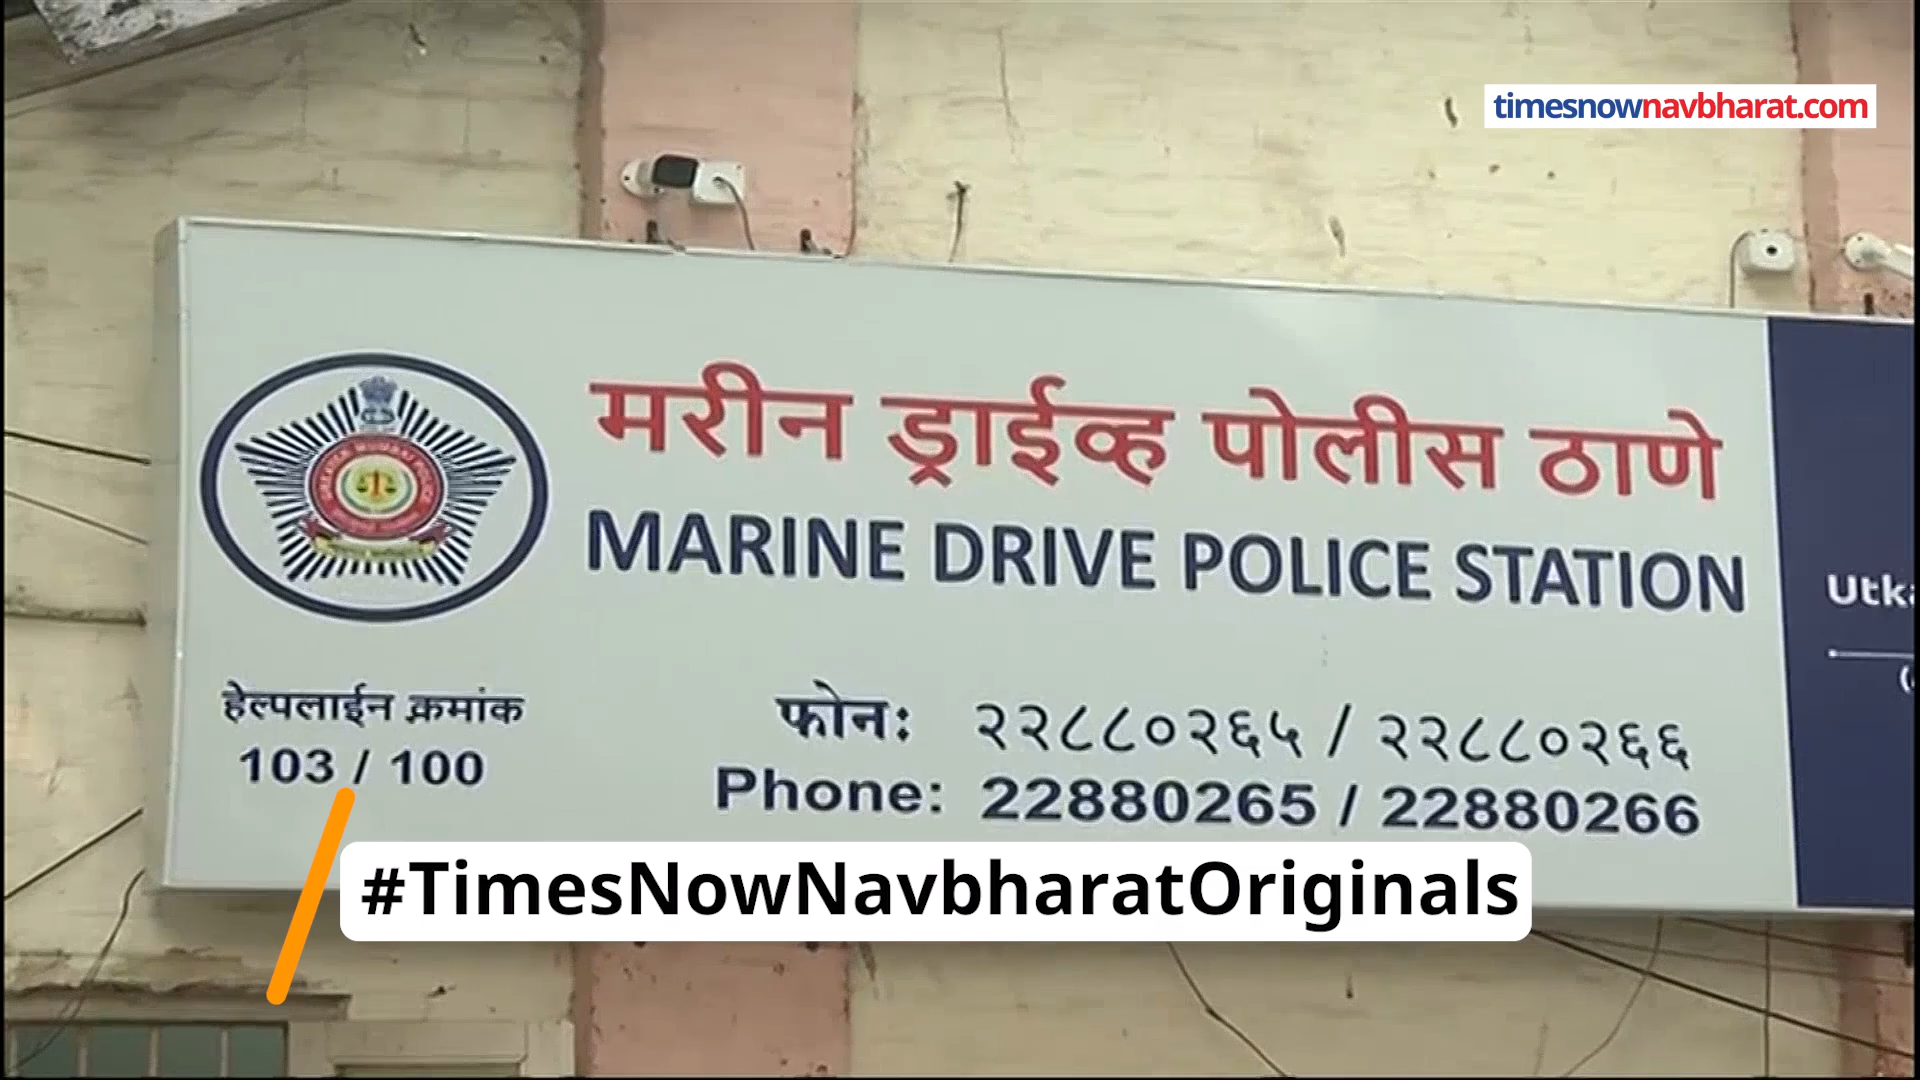 timesnownavbharat.com
मरीन ड्राईव्ह पोलीस ठाणे
MARINE DRIVE POLICE STATION
हेल्पलाईन क्रमांक
103 / 100
फोन: २२८८०२६५ / २२८८०२६६
Phone: 22880265 / 22880266
#TimesNowNavbharatOriginals